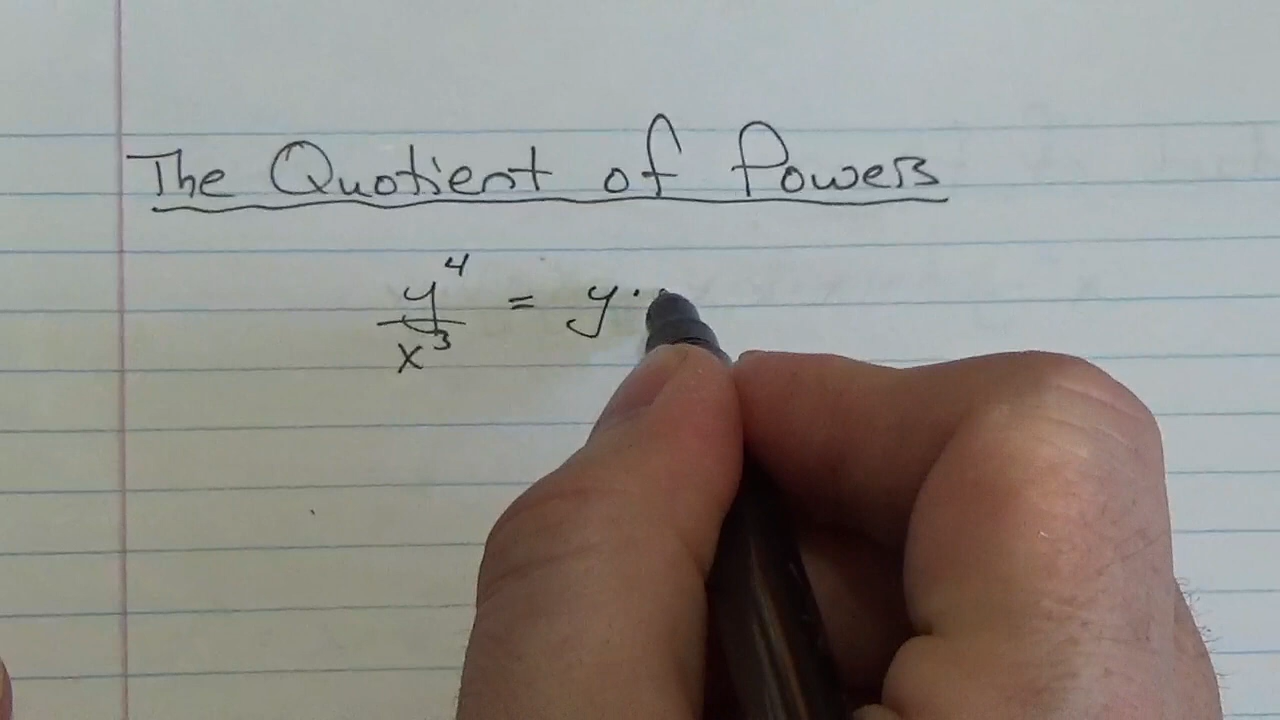 The Quotient of Powers
y⁴/x³ = y ·